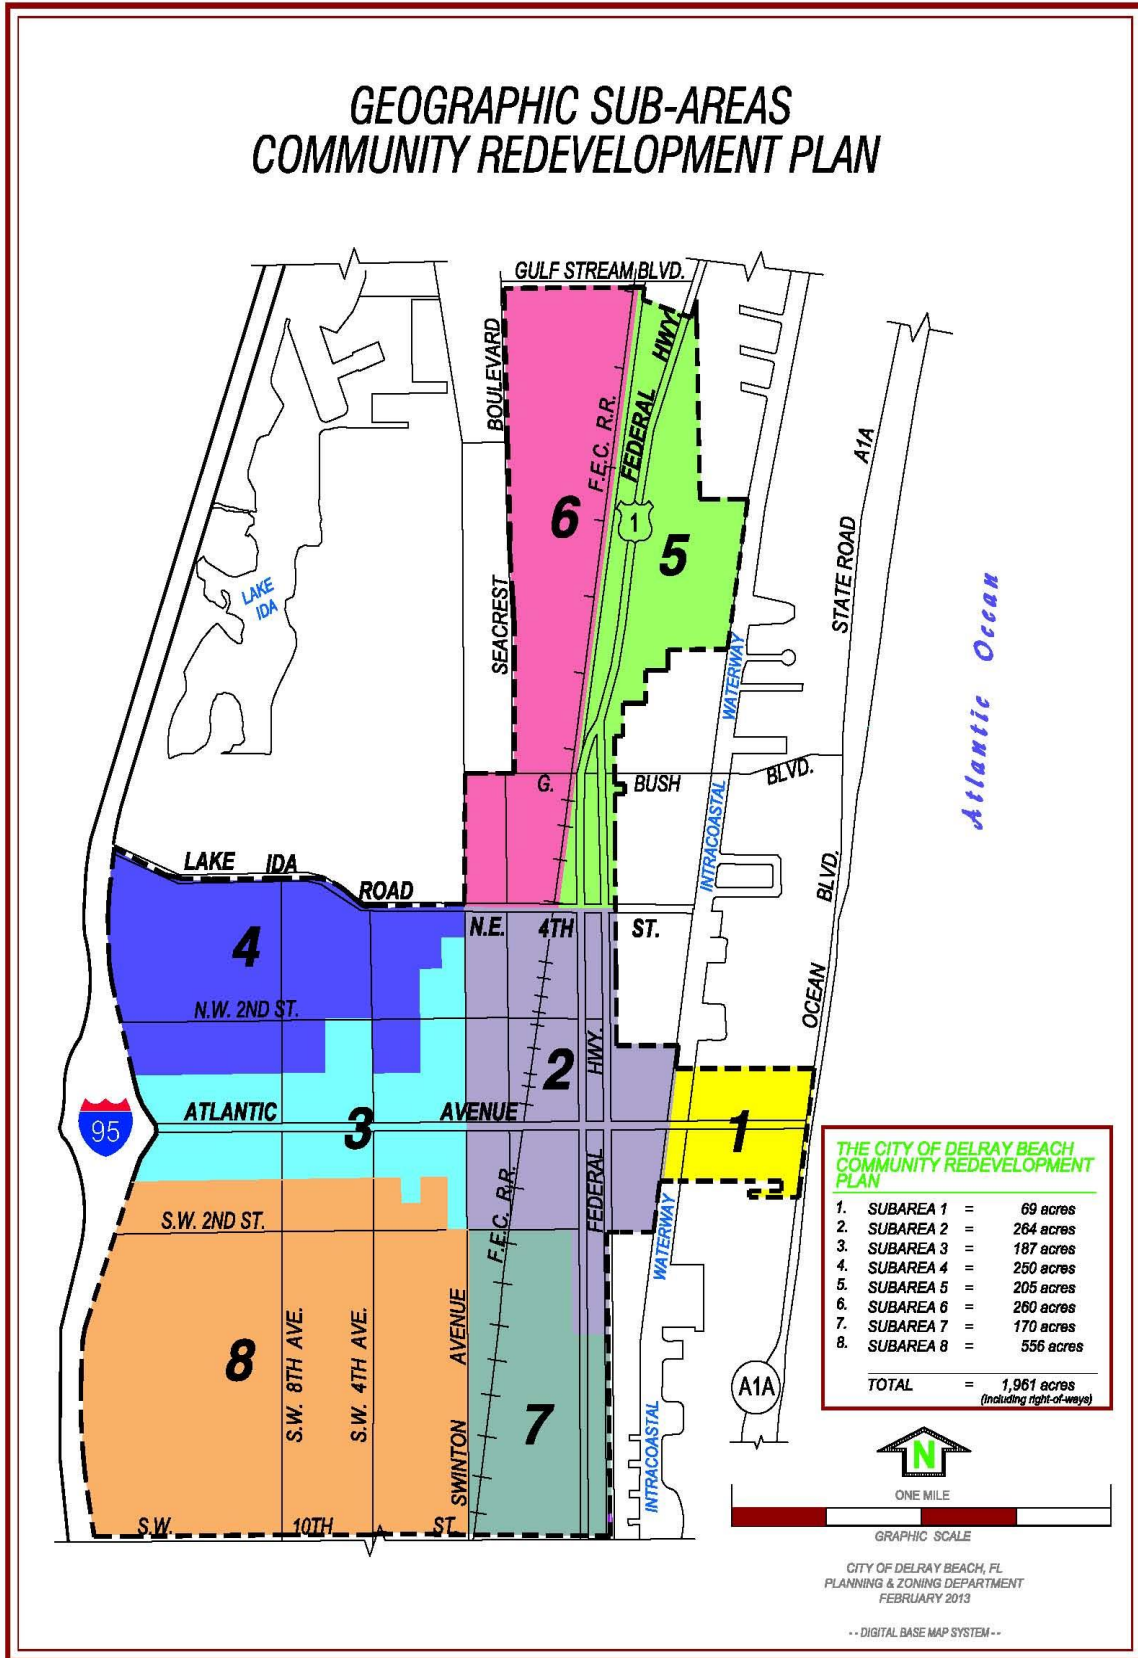 GEOGRAPHIC SUB-AREAS
COMMUNITY REDEVELOPMENT PLAN
GULF STREAM BLVD.
BOULEVARD
SEACREST
F.E.C. R.R.
FEDERAL
HWY
1
6
5
A1A
STATE ROAD
LAKE
IDA
Atlantic Ocean
WATERWAY
INTRACOASTAL
G.
BUSH
BLVD.
BLVD.
OCEAN
LAKE
IDA
ROAD
N.E.
4TH
ST.
4
N.W. 2ND ST.
2
HWY.
ATLANTIC
3
AVENUE
1
95
FEDERAL
F.E.C. R.R.
S.W. 2ND ST.
WATERWAY
INTRACOASTAL
8
S.W. 8TH AVE.
S.W. 4TH AVE.
AVENUE
SWINTON
7
S.W.
10TH
ST.
A1A
THE CITY OF DELRAY BEACH
COMMUNITY REDEVELOPMENT
PLAN
1. SUBAREA 1 = 69 acres
2. SUBAREA 2 = 264 acres
3. SUBAREA 3 = 187 acres
4. SUBAREA 4 = 250 acres
5. SUBAREA 5 = 205 acres
6. SUBAREA 6 = 260 acres
7. SUBAREA 7 = 170 acres
8. SUBAREA 8 = 556 acres
TOTAL = 1,961 acres
(including right-of-ways)
N
ONE MILE
GRAPHIC SCALE
CITY OF DELRAY BEACH, FL
PLANNING & ZONING DEPARTMENT
FEBRUARY 2013
-- DIGITAL BASE MAP SYSTEM --